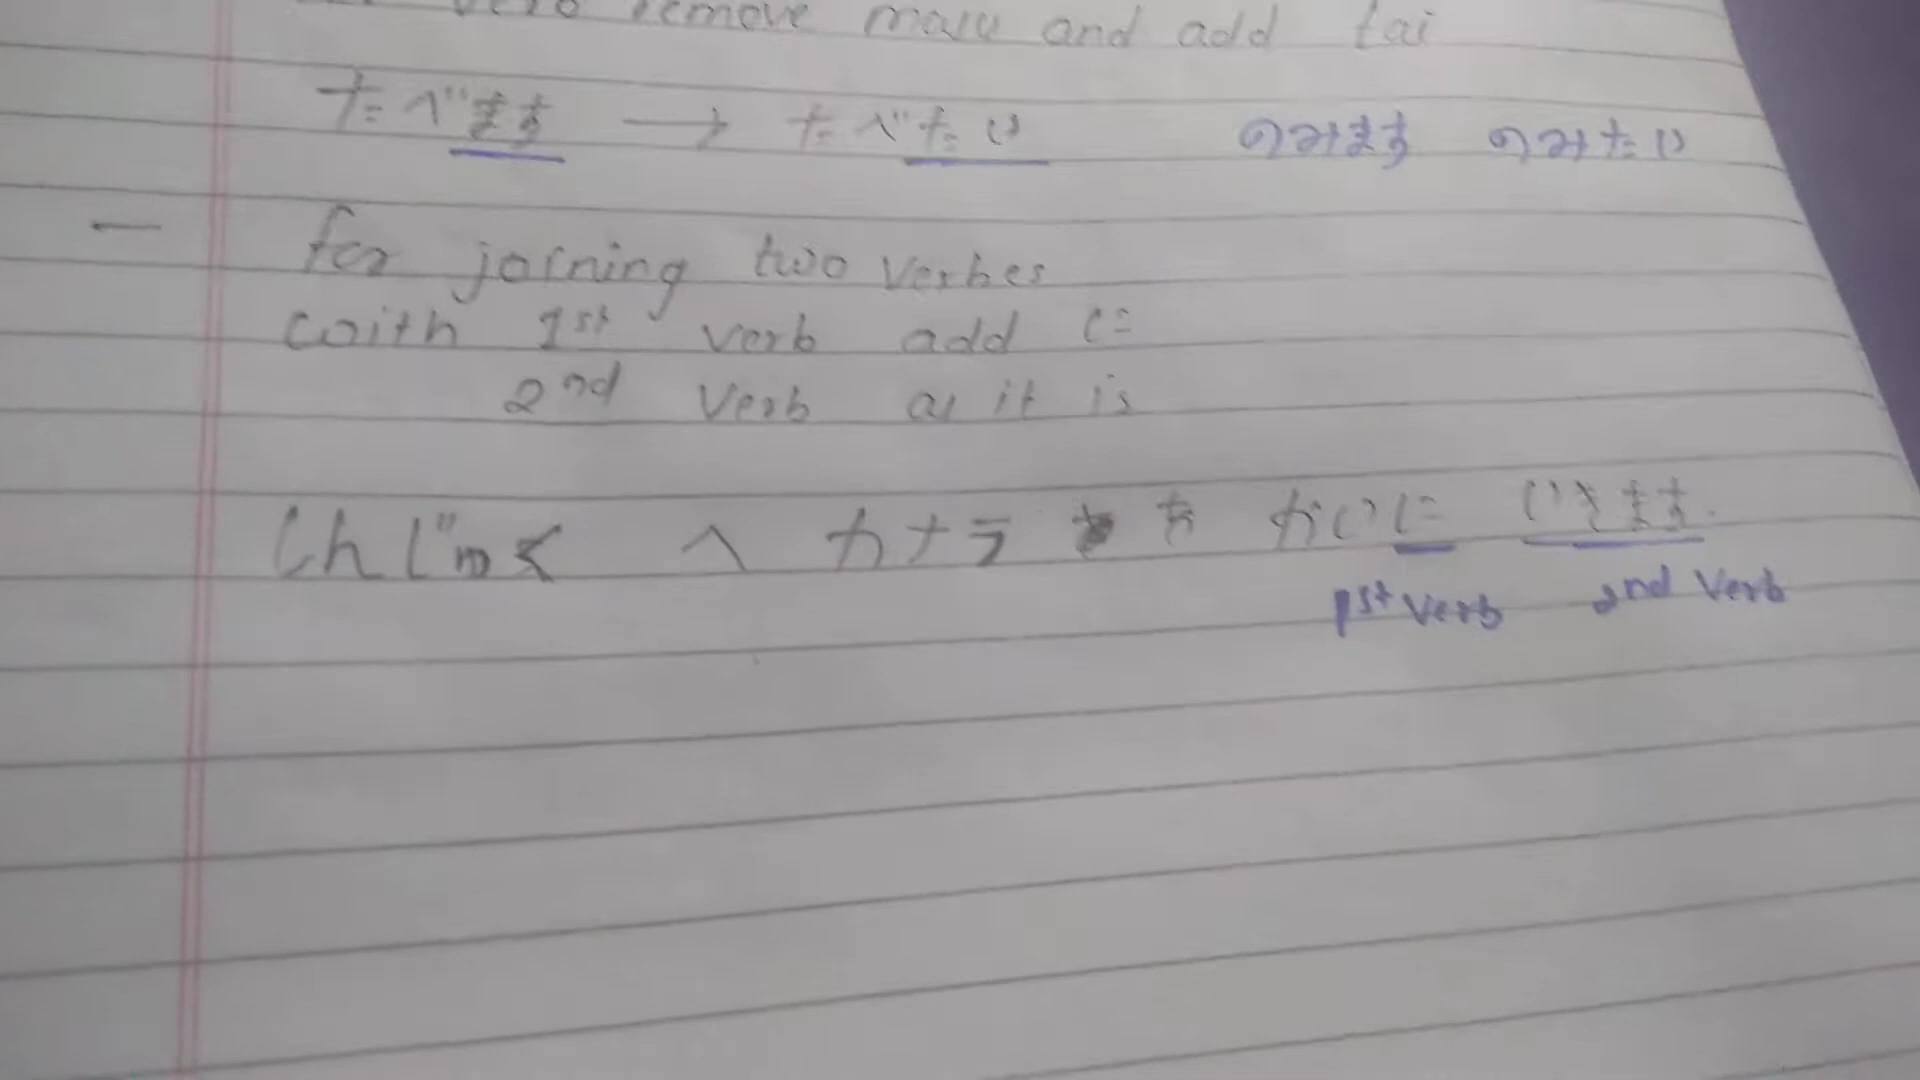 verb remove masu and add tai
たべます → たべたい のみます のみたい
— for joining two verbes
with 1st verb add に
2nd verb as it is
しんじゅく へ カメラ を かいに いきます.
1st verb 2nd verb